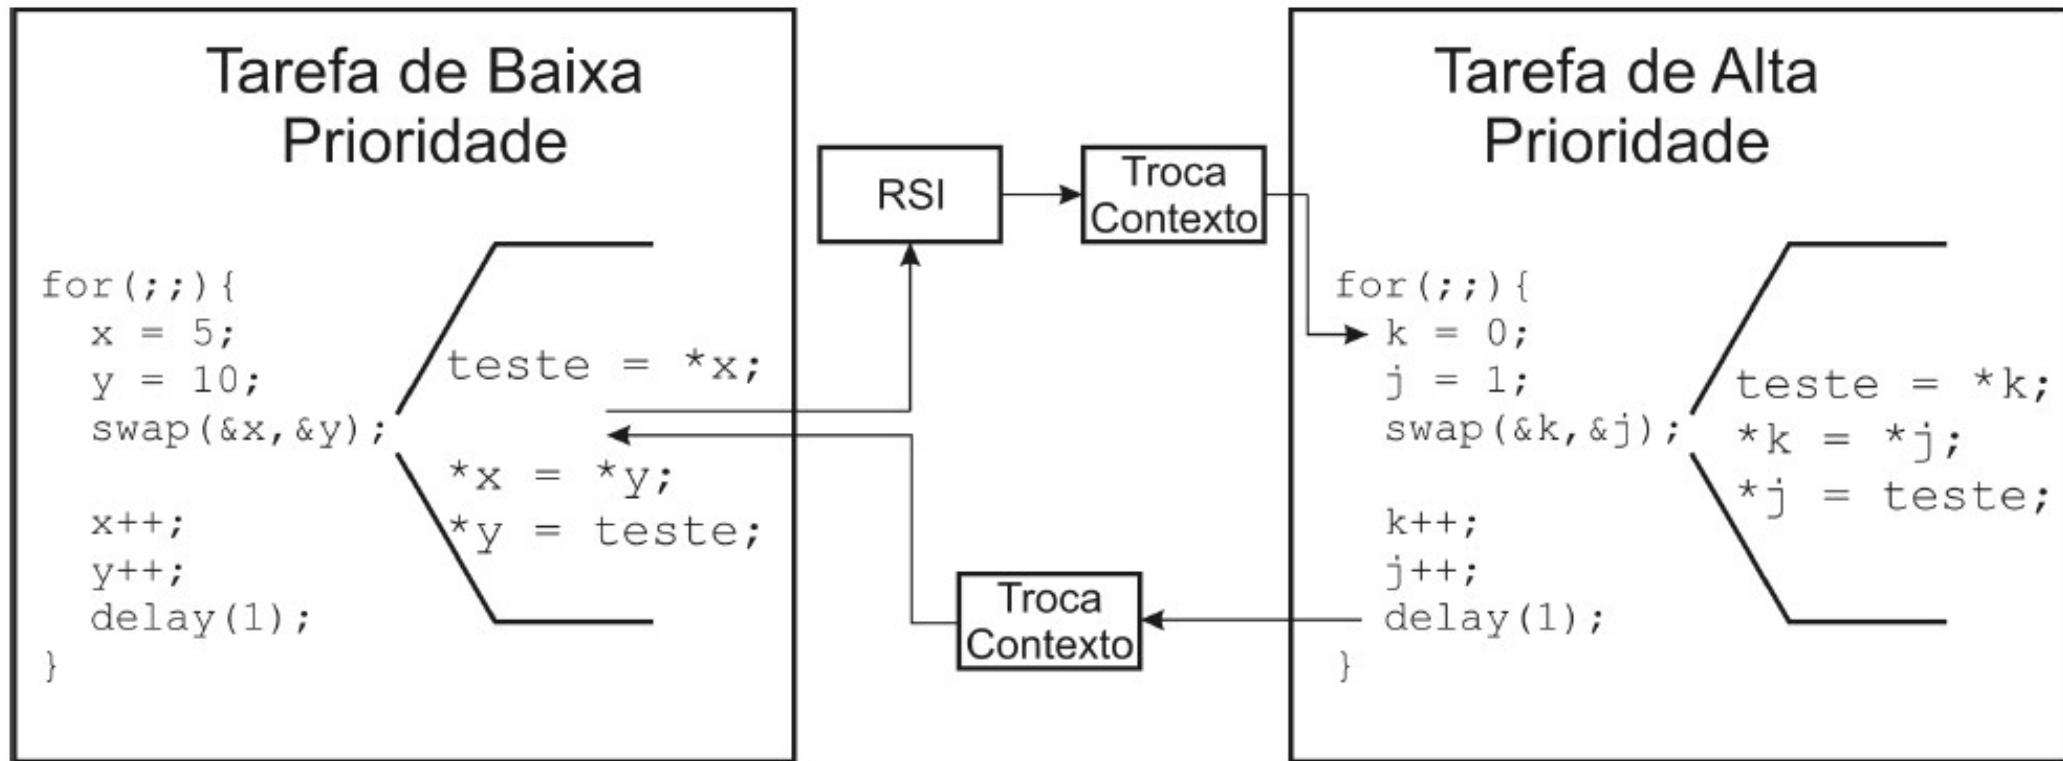 Tarefa de Baixa
Prioridade
for(;;){
x = 5;
y = 10;
swap(&x,&y);
x++;
y++;
delay(1);
}
teste = *x;
*x = *y;
*y = teste;
RSI
Troca
Contexto
Troca
Contexto
Tarefa de Alta
Prioridade
for(;;){
k = 0;
j = 1;
swap(&k,&j);
k++;
j++;
delay(1);
}
teste = *k;
*k = *j;
*j = teste;